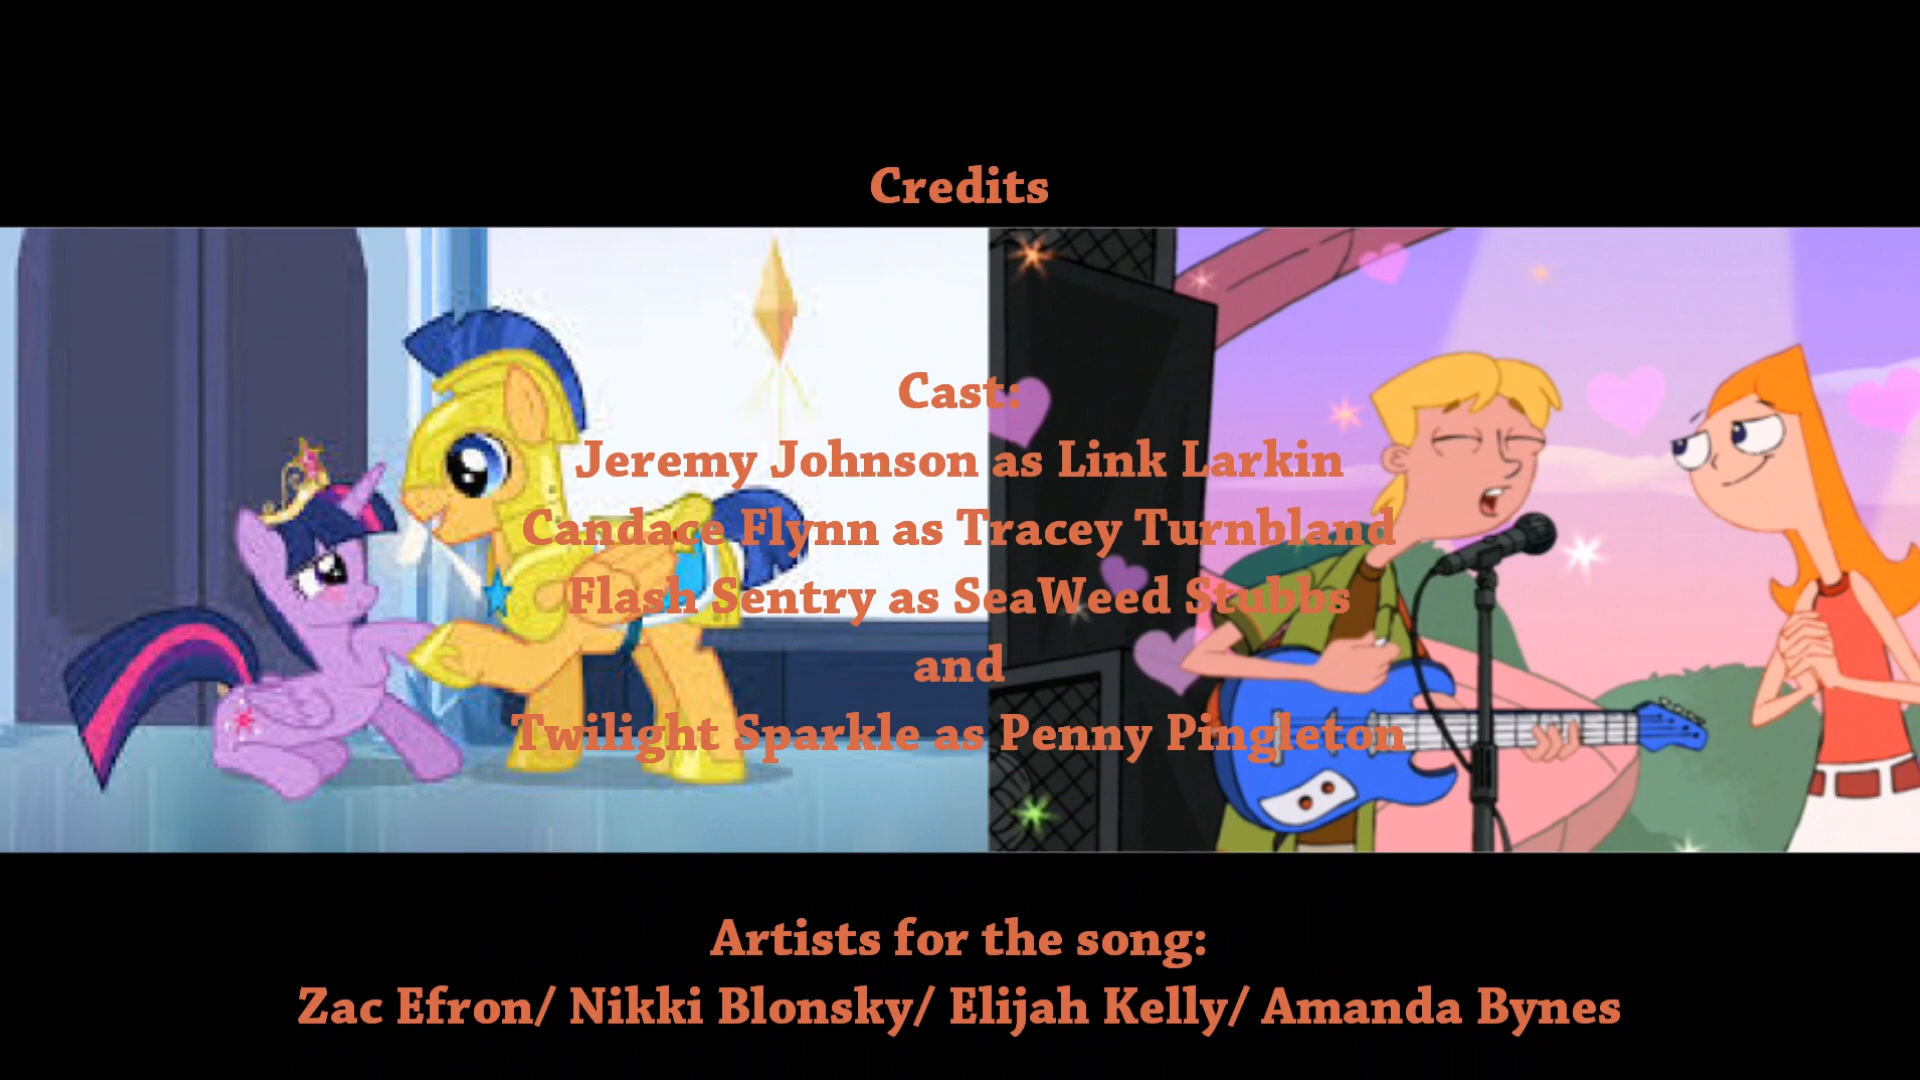 Credits
Cast:
Jeremy Johnson as Link Larkin
Candace Flynn as Tracey Turnbland
Flash Sentry as SeaWeed Stubbs
and
Twilight Sparkle as Penny Pingleton
Artists for the song:
Zac Efron/ Nikki Blonsky/ Elijah Kelly/ Amanda Bynes